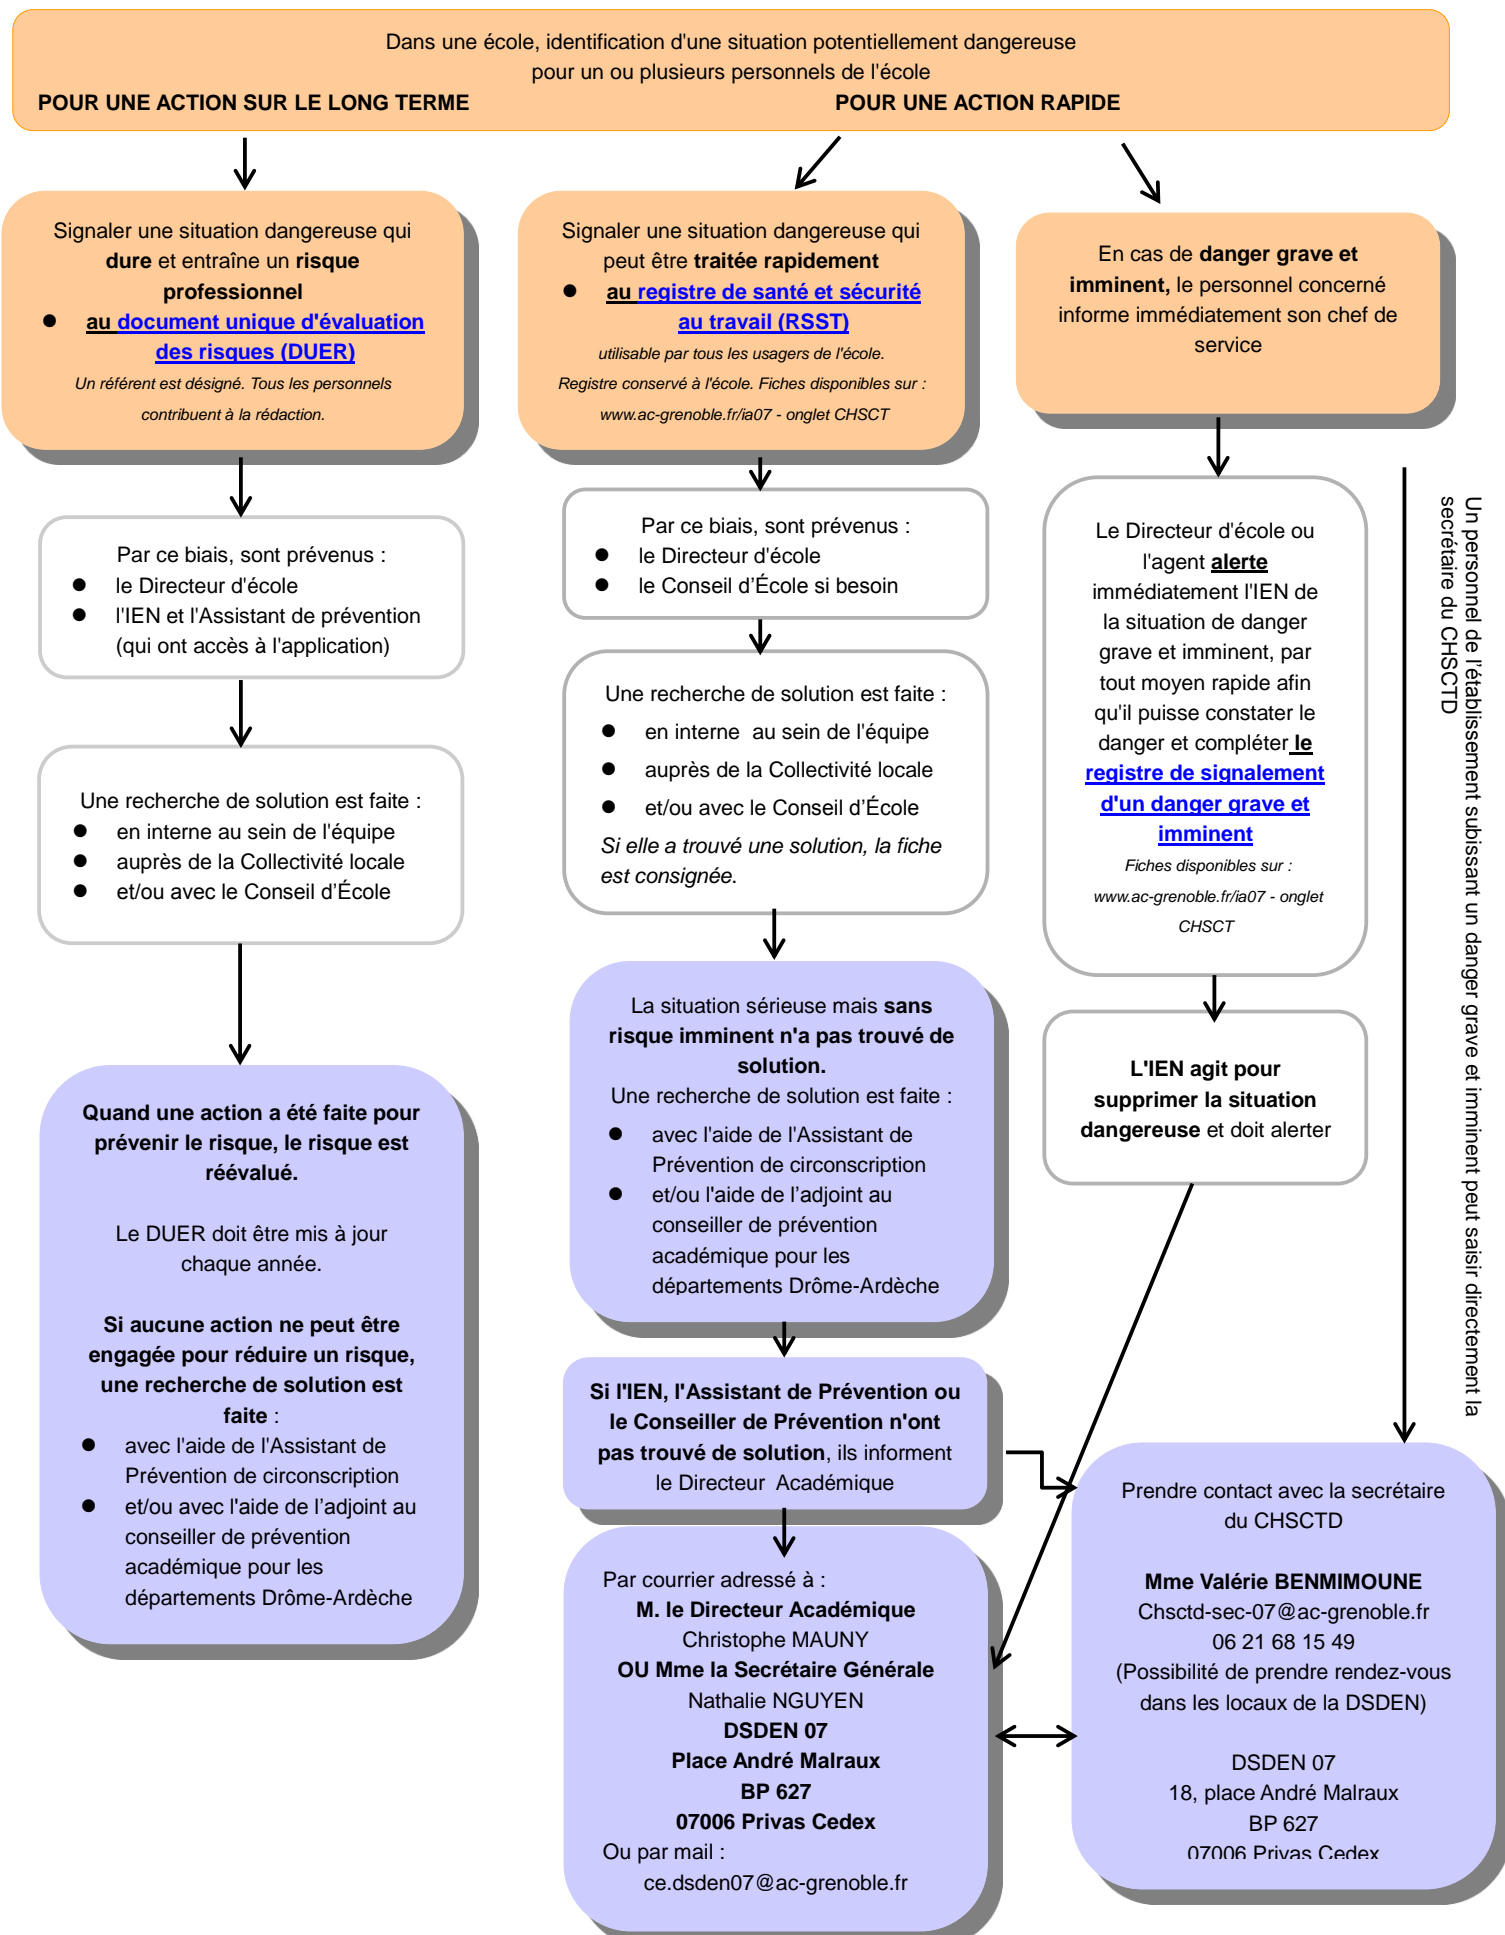 Dans une école, identification d'une situation potentiellement dangereuse
pour un ou plusieurs personnels de l'école
POUR UNE ACTION SUR LE LONG TERME
POUR UNE ACTION RAPIDE
Signaler une situation dangereuse qui
dure et entraîne un risque
professionnel
● au document unique d'évaluation
des risques (DUER)
Un référent est désigné. Tous les personnels
contribuent à la rédaction.
Par ce biais, sont prévenus :
● le Directeur d'école
● l'IEN et l'Assistant de prévention
(qui ont accès à l'application)
Une recherche de solution est faite :
● en interne au sein de l'équipe
● auprès de la Collectivité locale
● et/ou avec le Conseil d'École
Quand une action a été faite pour
prévenir le risque, le risque est
réévalué.
Le DUER doit être mis à jour
chaque année.
Si aucune action ne peut être
engagée pour réduire un risque,
une recherche de solution est
faite :
● avec l'aide de l'Assistant de
Prévention de circonscription
● et/ou avec l'aide de l'adjoint au
conseiller de prévention
académique pour les
départements Drôme-Ardèche
Signaler une situation dangereuse qui
peut être traitée rapidement
● au registre de santé et sécurité
au travail (RSST)
utilisable par tous les usagers de l'école.
Registre conservé à l'école. Fiches disponibles sur :
www.ac-grenoble.fr/ia07 - onglet CHSCT
Par ce biais, sont prévenus :
● le Directeur d'école
● le Conseil d'École si besoin
Une recherche de solution est faite :
● en interne au sein de l'équipe
● auprès de la Collectivité locale
● et/ou avec le Conseil d'École
Si elle a trouvé une solution, la fiche
est consignée.
La situation sérieuse mais sans
risque imminent n'a pas trouvé de
solution.
Une recherche de solution est faite :
● avec l'aide de l'Assistant de
Prévention de circonscription
● et/ou l'aide de l'adjoint au
conseiller de prévention
académique pour les
départements Drôme-Ardèche
Si l'IEN, l'Assistant de Prévention ou
le Conseiller de Prévention n'ont
pas trouvé de solution, ils informent
le Directeur Académique
Par courrier adressé à :
M. le Directeur Académique
Christophe MAUNY
OU Mme la Secrétaire Générale
Nathalie NGUYEN
DSDEN 07
Place André Malraux
BP 627
07006 Privas Cedex
Ou par mail :
ce.dsden07@ac-grenoble.fr
En cas de danger grave et
imminent, le personnel concerné
informe immédiatement son chef de
service
Le Directeur d'école ou
l'agent alerte
immédiatement l'IEN de
la situation de danger
grave et imminent, par
tout moyen rapide afin
qu'il puisse constater le
danger et compléter le
registre de signalement
d'un danger grave et
imminent
Fiches disponibles sur :
www.ac-grenoble.fr/ia07 - onglet
CHSCT
L'IEN agit pour
supprimer la situation
dangereuse et doit alerter
Un personnel de l'établissement subissant un danger grave et imminent peut saisir directement la
secrétaire du CHSCTD
Prendre contact avec la secrétaire
du CHSCTD
Mme Valérie BENMIMOUNE
Chsctd-sec-07@ac-grenoble.fr
06 21 68 15 49
(Possibilité de prendre rendez-vous
dans les locaux de la DSDEN)
DSDEN 07
18, place André Malraux
BP 627
07006 Privas Cedex